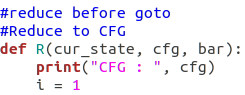 #reduce before goto
#Reduce to CFG
def R(cur_state, cfg, bar):
    print("CFG : ", cfg)
    i = 1